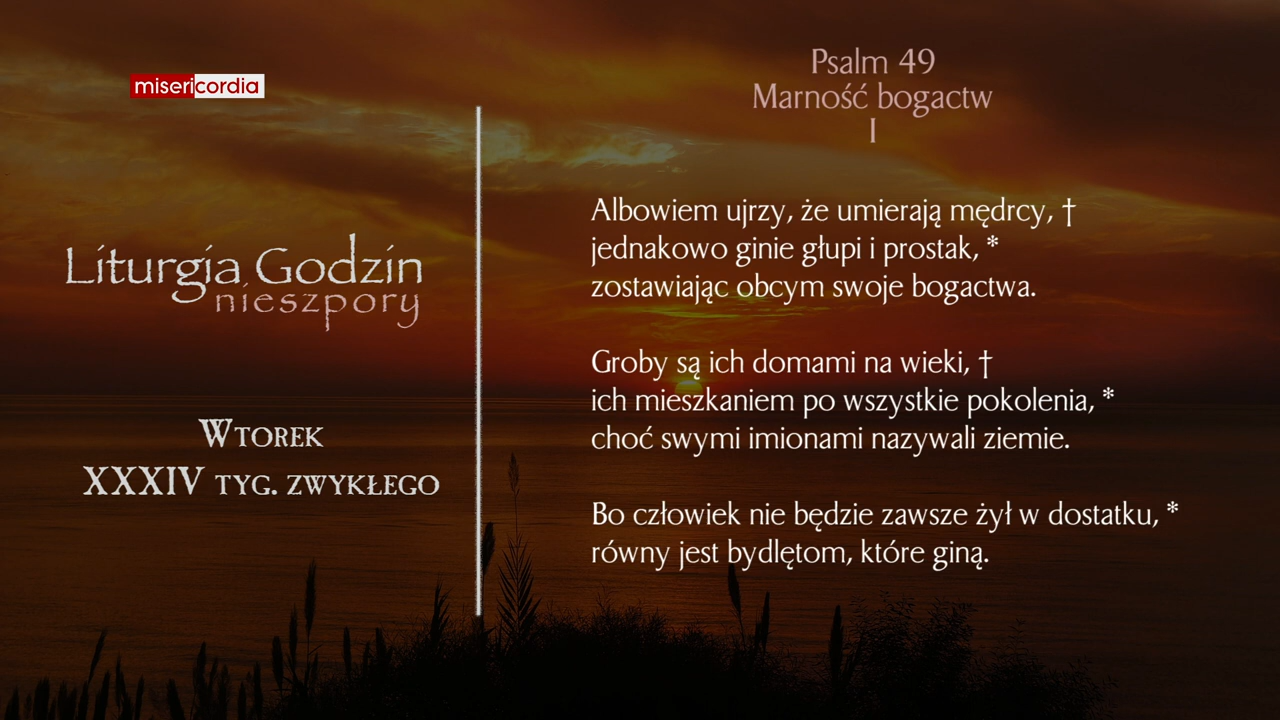 misericordia
Liturgia Godzin
nieszpory
Wtorek
XXXIV tyg. zwykłego
Psalm 49
Marność bogactw
I
Albowiem ujrzy, że umierają mędrcy, †
jednakowo ginie głupi i prostak, *
zostawiając obcym swoje bogactwa.
Groby są ich domami na wieki, †
ich mieszkaniem po wszystkie pokolenia, *
choć swymi imionami nazywali ziemie.
Bo człowiek nie będzie zawsze żył w dostatku, *
równy jest bydlętom, które giną.